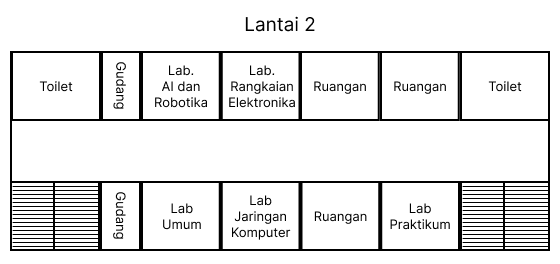 Lantai 2
Toilet
Gudang
Lab.
AI dan
Robotika
Lab.
Rangkaian
Elektronika
Ruangan
Ruangan
Toilet
Gudang
Lab
Umum
Lab
Jaringan
Komputer
Ruangan
Lab
Praktikum